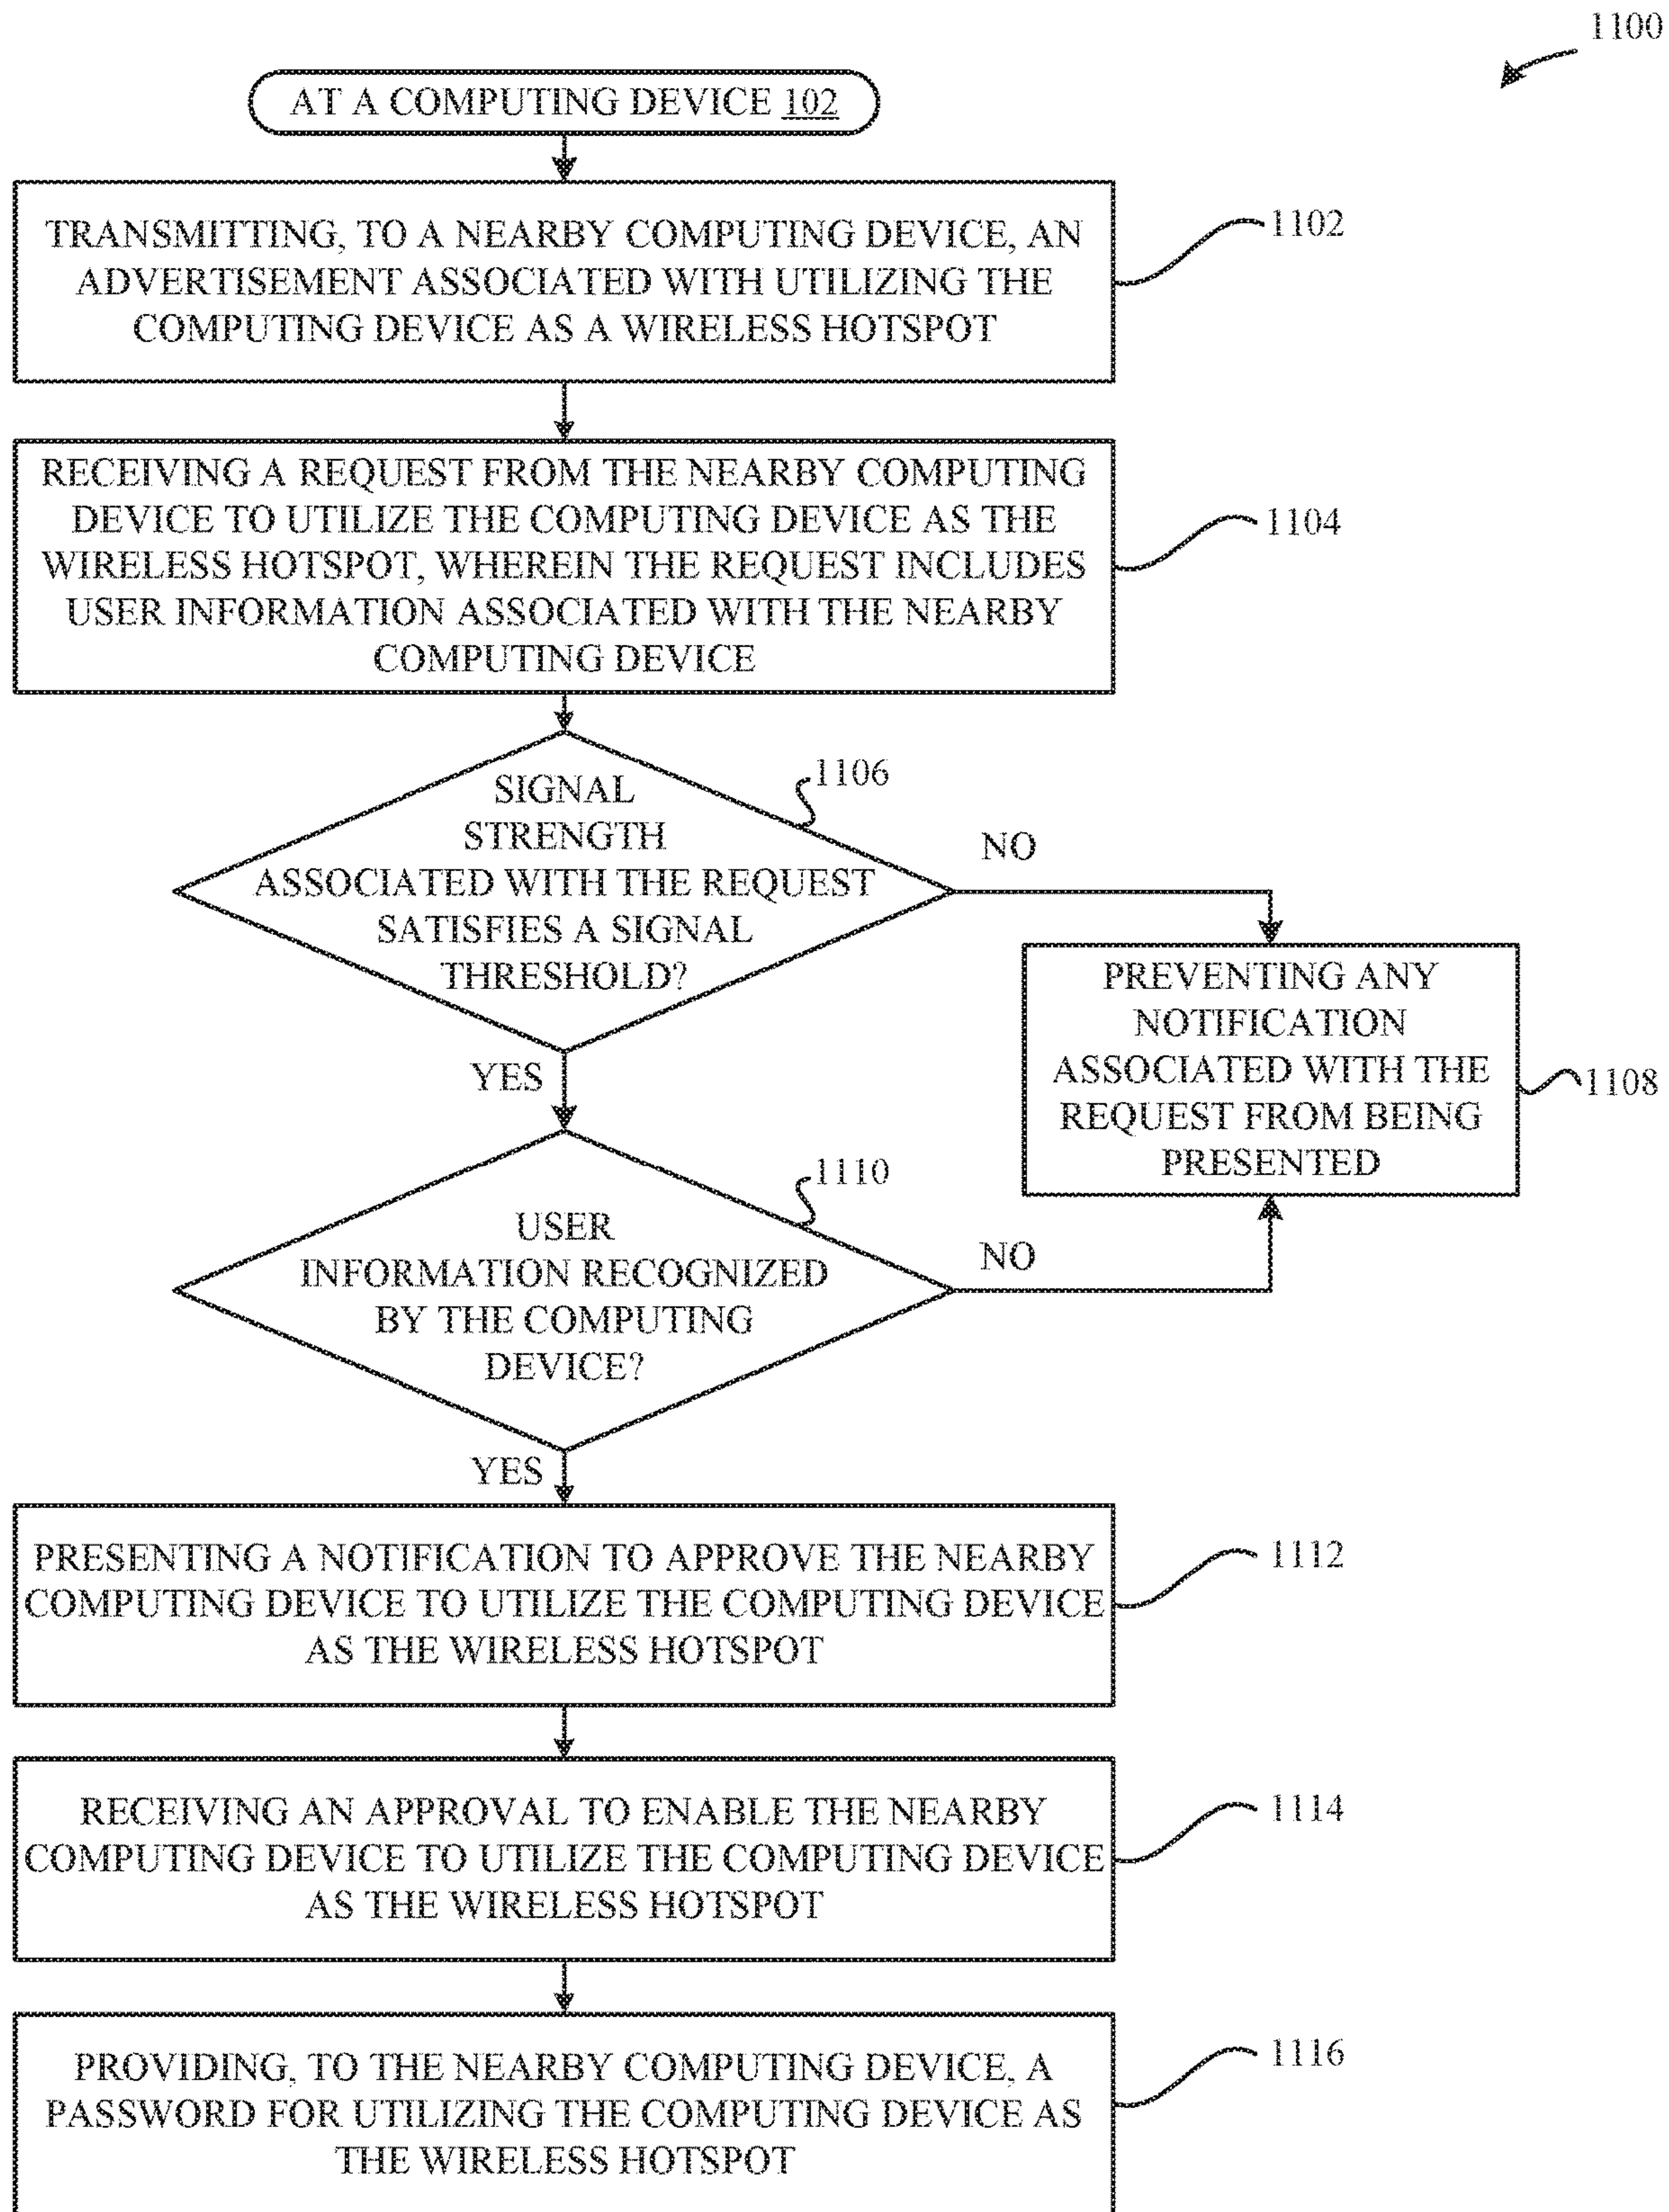 1100
AT A COMPUTING DEVICE 102
TRANSMITTING, TO A NEARBY COMPUTING DEVICE, AN
ADVERTISEMENT ASSOCIATED WITH UTILIZING THE
COMPUTING DEVICE AS A WIRELESS HOTSPOT
1102
RECEIVING A REQUEST FROM THE NEARBY COMPUTING
DEVICE TO UTILIZE THE COMPUTING DEVICE AS THE
WIRELESS HOTSPOT, WHEREIN THE REQUEST INCLUDES
USER INFORMATION ASSOCIATED WITH THE NEARBY
COMPUTING DEVICE
1104
SIGNAL
STRENGTH
ASSOCIATED WITH THE REQUEST
SATISFIES A SIGNAL
THRESHOLD?
1106
NO
YES
PREVENTING ANY
NOTIFICATION
ASSOCIATED WITH THE
REQUEST FROM BEING
PRESENTED
1108
USER
INFORMATION RECOGNIZED
BY THE COMPUTING
DEVICE?
1110
NO
YES
PRESENTING A NOTIFICATION TO APPROVE THE NEARBY
COMPUTING DEVICE TO UTILIZE THE COMPUTING DEVICE
AS THE WIRELESS HOTSPOT
1112
RECEIVING AN APPROVAL TO ENABLE THE NEARBY
COMPUTING DEVICE TO UTILIZE THE COMPUTING DEVICE
AS THE WIRELESS HOTSPOT
1114
PROVIDING, TO THE NEARBY COMPUTING DEVICE, A
PASSWORD FOR UTILIZING THE COMPUTING DEVICE AS
THE WIRELESS HOTSPOT
1116